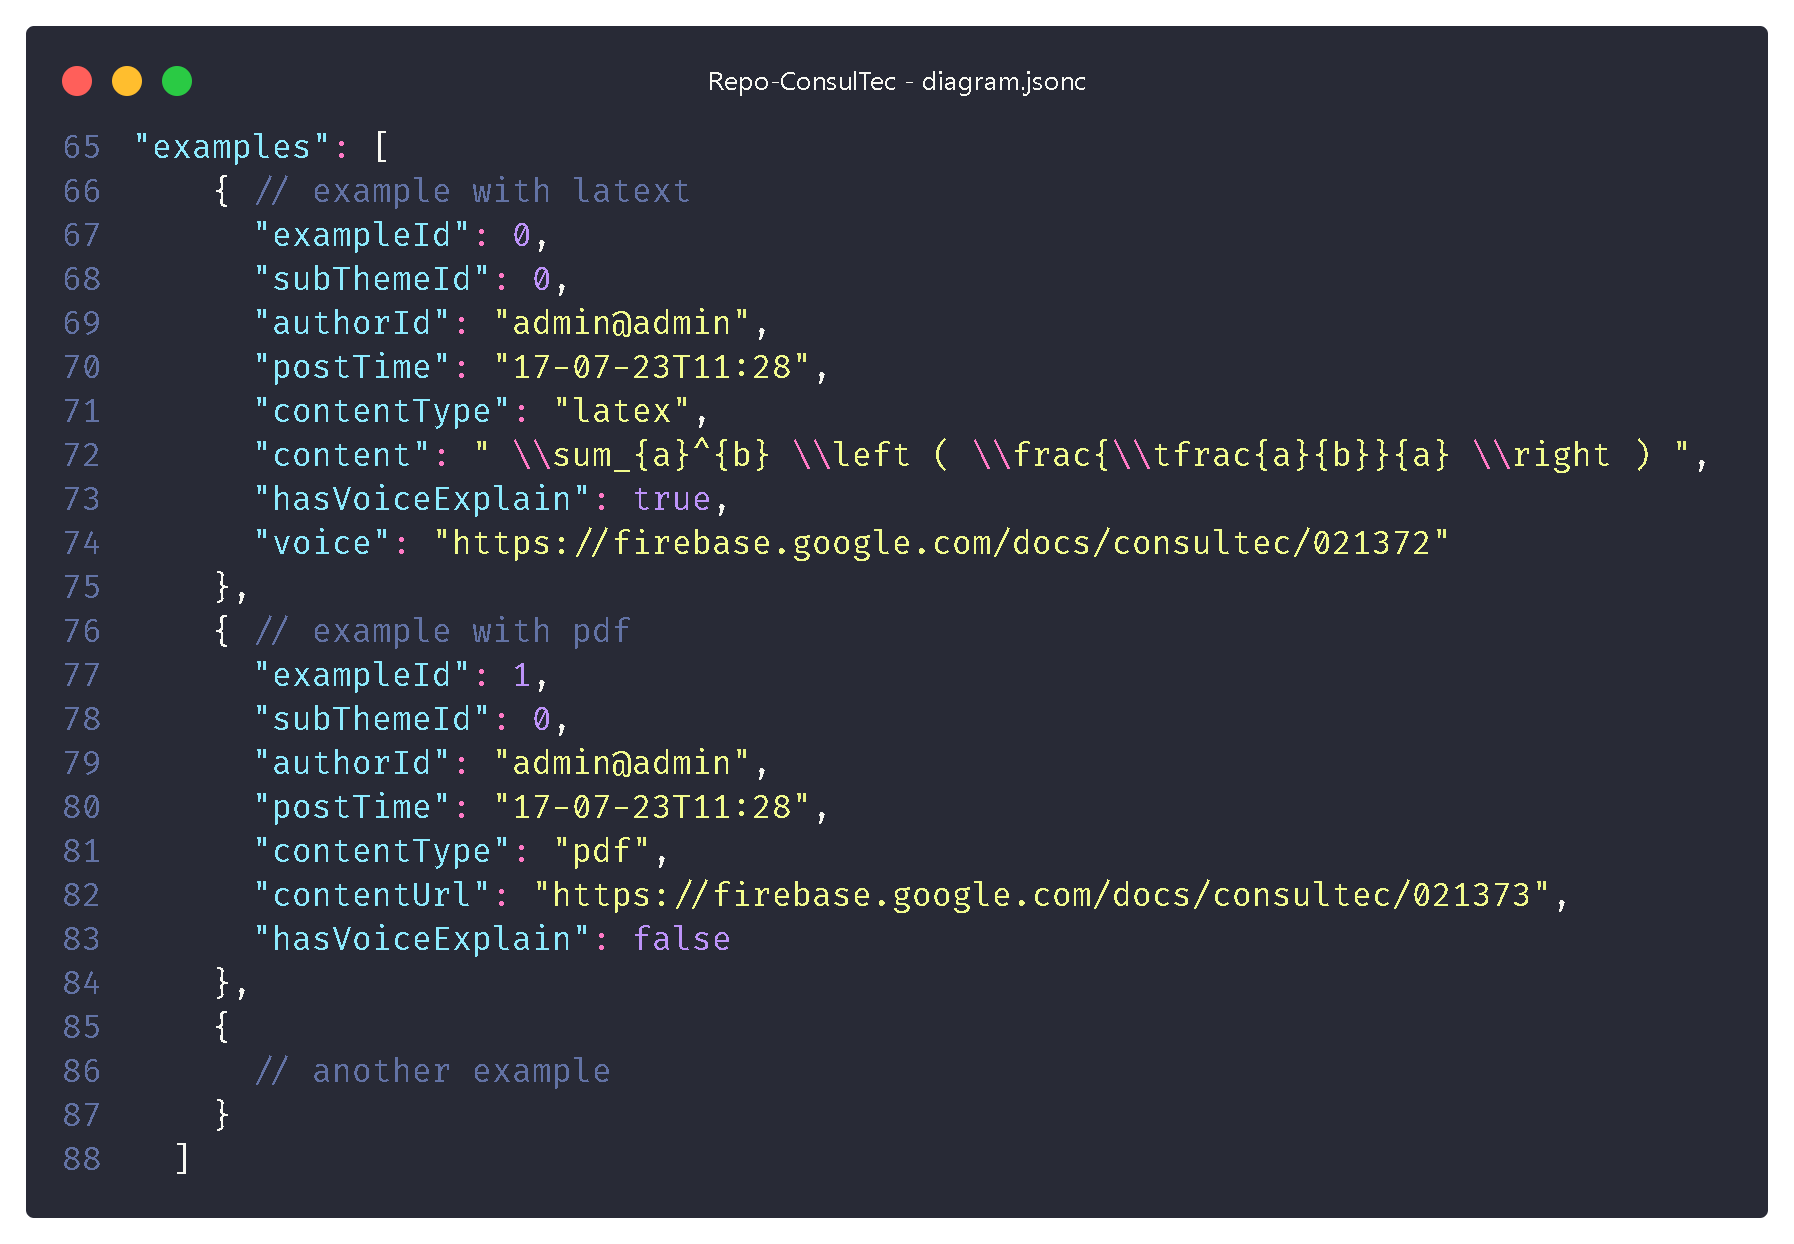 Repo-ConsulTec - diagram.jsonc
65 "examples": [
66     { // example with latext
67       "exampleId": 0,
68       "subThemeId": 0,
69       "authorId": "admin@admin",
70       "postTime": "17-07-23T11:28",
71       "contentType": "latex",
72       "content": " \\sum_{a}^{b} \\left ( \\frac{\\tfrac{a}{b}}{a} \\right ) ",
73       "hasVoiceExplain": true,
74       "voice": "https://firebase.google.com/docs/consultec/021372"
75     },
76     { // example with pdf
77       "exampleId": 1,
78       "subThemeId": 0,
79       "authorId": "admin@admin",
80       "postTime": "17-07-23T11:28",
81       "contentType": "pdf",
82       "contentUrl": "https://firebase.google.com/docs/consultec/021373",
83       "hasVoiceExplain": false
84     },
85     {
86       // another example
87     }
88   ]